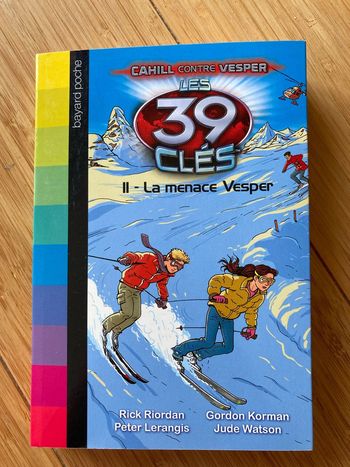 bayard poche
CAHILL CONTRE VESPER
LES
39
CLÉS
11 - La menace Vesper
Rick Riordan
Gordon Korman
Peter Lerangis
Jude Watson